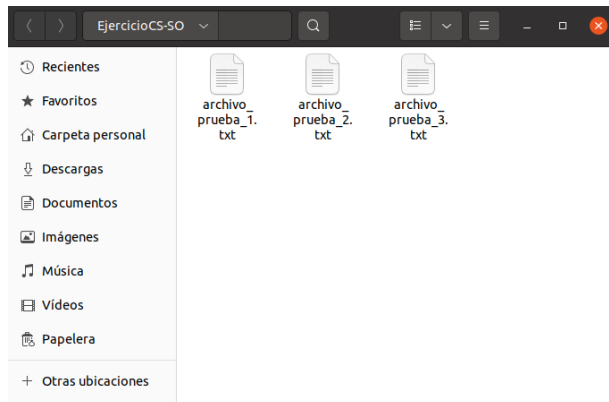 EjercicioCS-SO
Recientes
Favoritos
Carpeta personal
Descargas
Documentos
Imágenes
Música
Vídeos
Papelera
Otras ubicaciones
archivo_
prueba_1.
txt
archivo_
prueba_2.
txt
archivo_
prueba_3.
txt